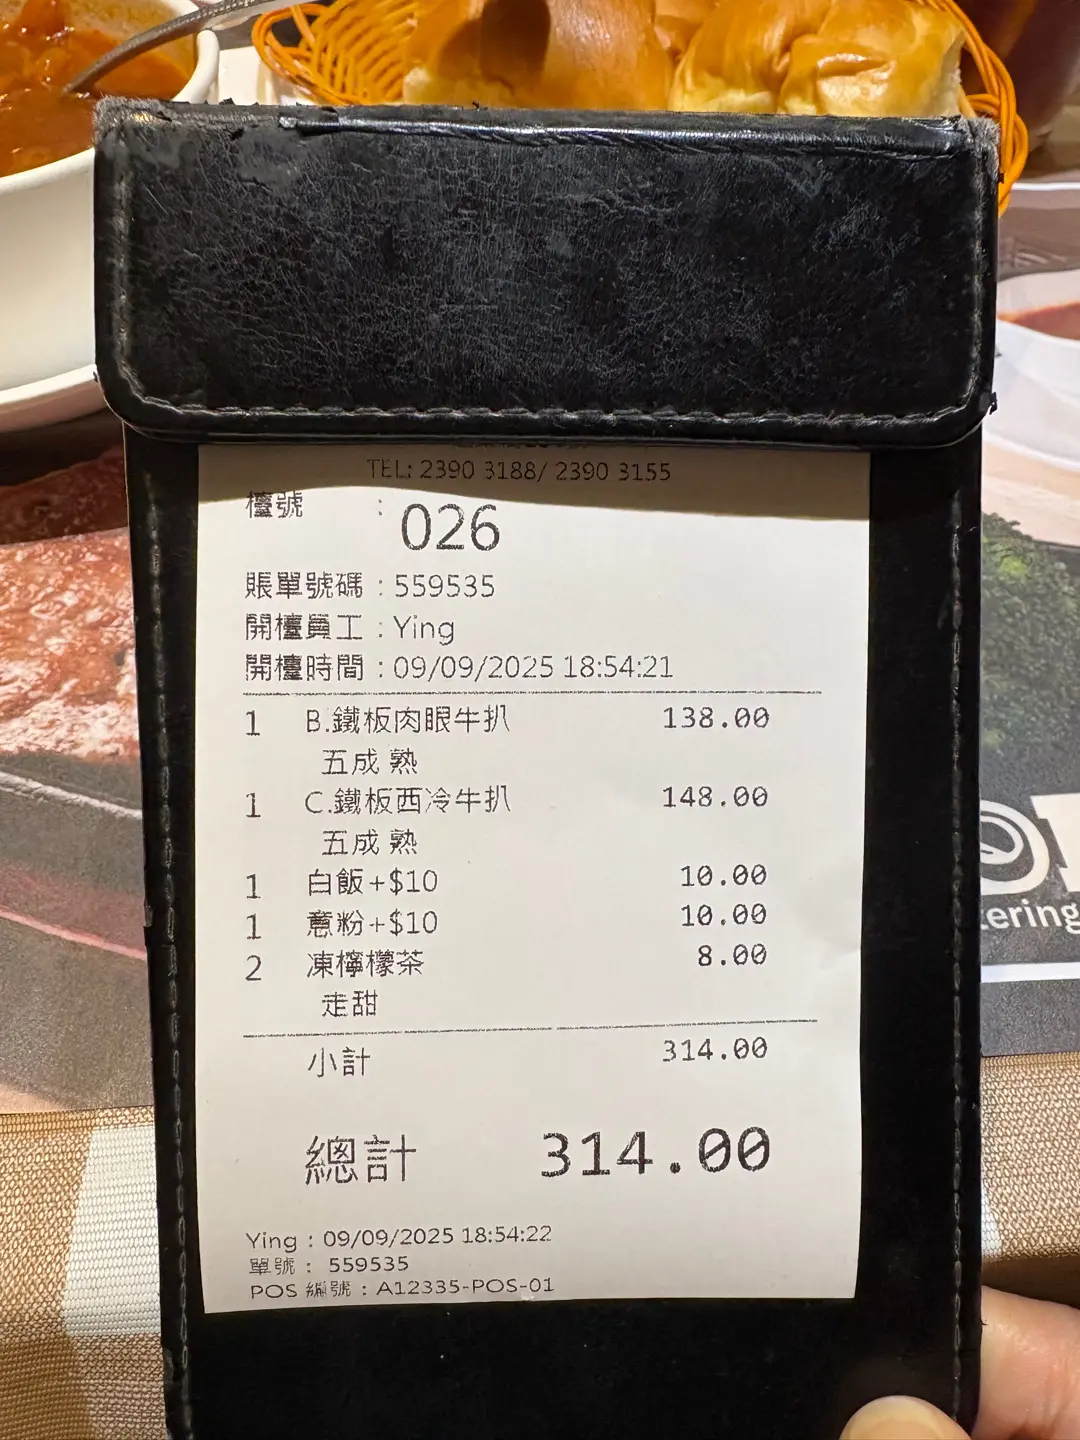 TEL: 2390 3188/ 2390 3155
檯號 : 026
賬單號碼 : 559535
開檯員工 : Ying
開檯時間 : 09/09/2025 18:54:21
1 B.鐵板肉眼牛扒 138.00
五成熟
1 C.鐵板西冷牛扒 148.00
五成熟
1 白飯+$10 10.00
1 意粉+$10 10.00
2 凍檸檬茶 8.00
走甜
小計 314.00
總計 314.00
Ying : 09/09/2025 18:54:22
單號 : 559535
POS 編號 : A12335-POS-01